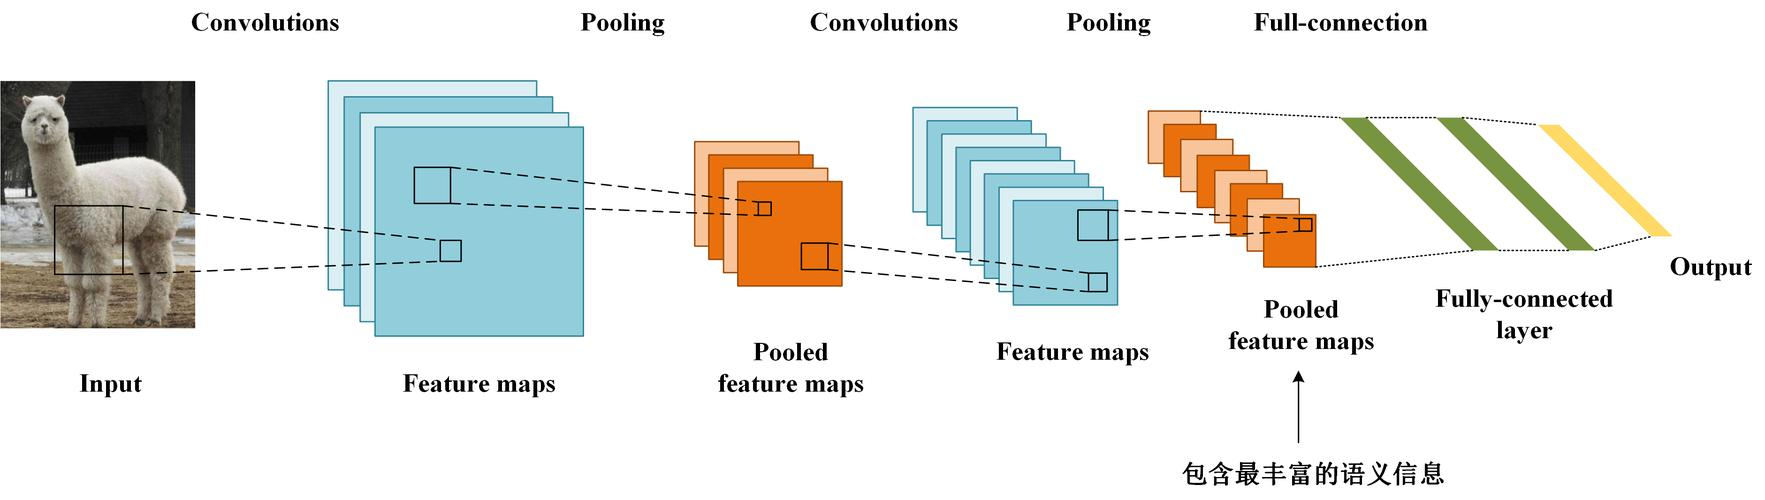 Convolutions
Pooling
Convolutions
Pooling
Full-connection
Input
Feature maps
Pooled
feature maps
Feature maps
Pooled
feature maps
Fully-connected
layer
Output
包含最丰富的语义信息